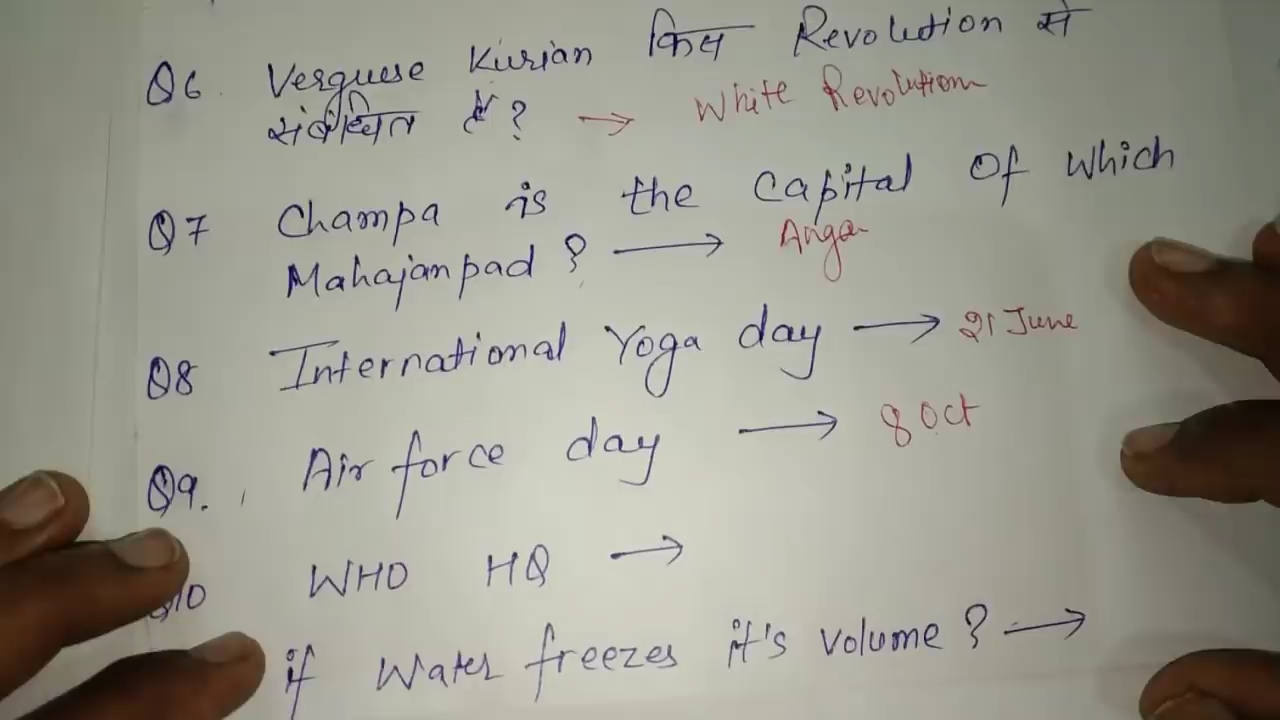 Q6. Verguese Kurian किस Revolution से
संबंधित है? → White Revolution
Q7 Champa is the capital of which
Mahajanpad? → Anga
Q8 International Yoga day → 21 June
Q9. Air force day → 8 Oct
Q10 WHO HQ →
if water freezes it's volume? →